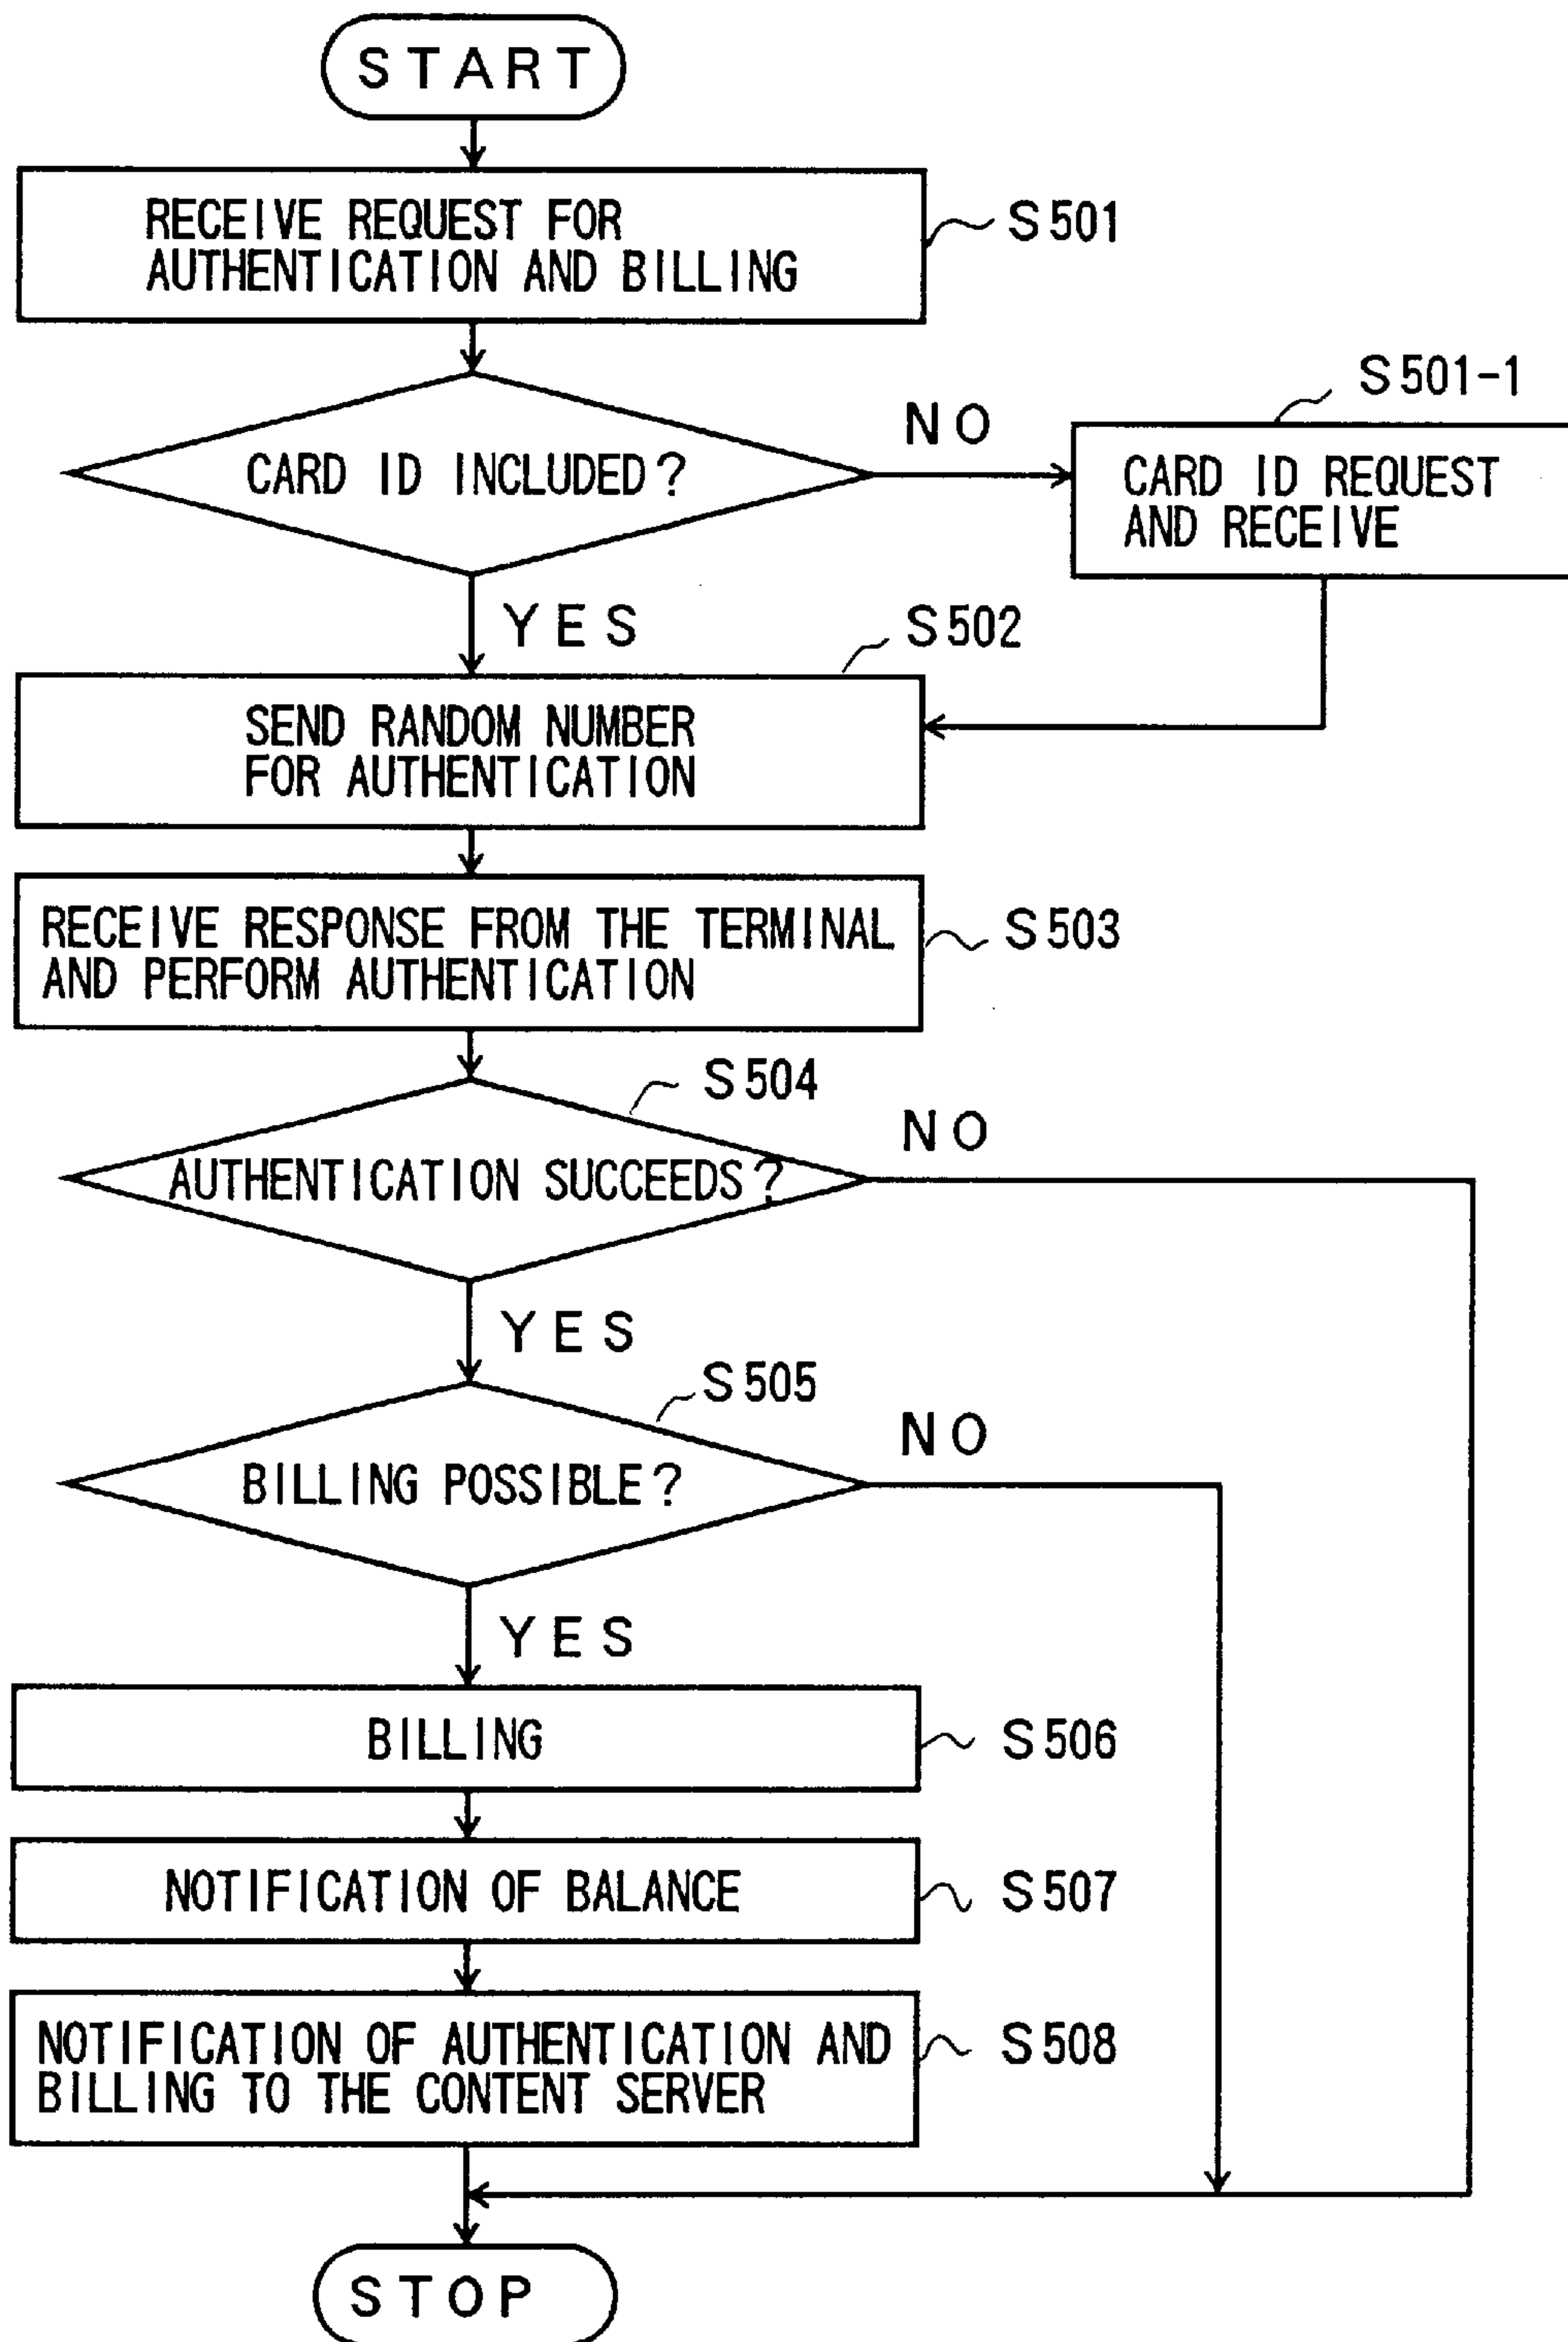 START
RECEIVE REQUEST FOR
AUTHENTICATION AND BILLING
S501
CARD ID INCLUDED?
NO
S501-1
CARD ID REQUEST
AND RECEIVE
YES
S502
SEND RANDOM NUMBER
FOR AUTHENTICATION
RECEIVE RESPONSE FROM THE TERMINAL
AND PERFORM AUTHENTICATION
S503
S504
AUTHENTICATION SUCCEEDS?
NO
YES
S505
BILLING POSSIBLE?
NO
YES
BILLING
S506
NOTIFICATION OF BALANCE
S507
NOTIFICATION OF AUTHENTICATION AND
BILLING TO THE CONTENT SERVER
S508
STOP